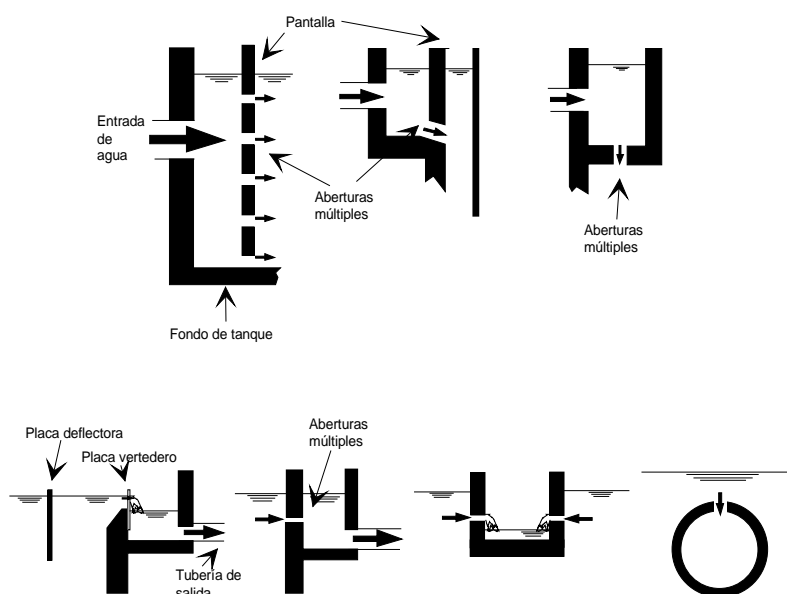 Pantalla
Entrada
de
agua
Aberturas
múltiples
Aberturas
múltiples
Fondo de tanque
Placa deflectora
Placa vertedero
Aberturas
múltiples
Tubería de
salida